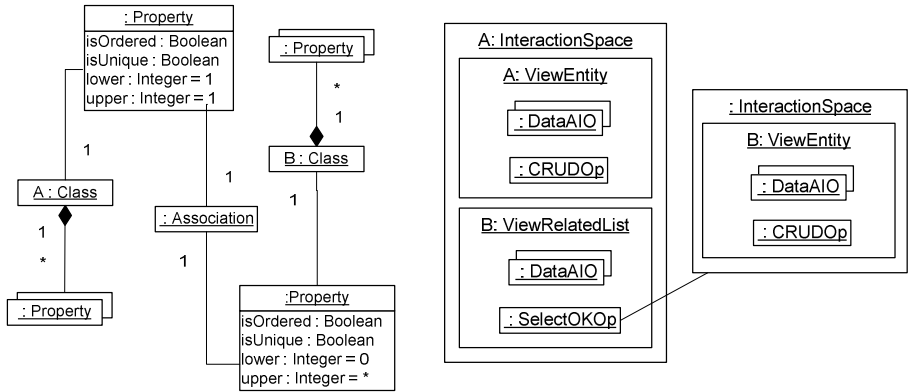 : Property
isOrdered : Boolean
isUnique : Boolean
lower : Integer = 1
upper : Integer = 1
: Property
*
1
B : Class
1
1
A : Class
1
*
: Property
1
: Association
1
:Property
isOrdered : Boolean
isUnique : Boolean
lower : Integer = 0
upper : Integer = *
A: InteractionSpace
A: ViewEntity
: DataAIO
: CRUDOp
B: ViewRelatedList
: DataAIO
: SelectOKOp
: InteractionSpace
B: ViewEntity
: DataAIO
: CRUDOp